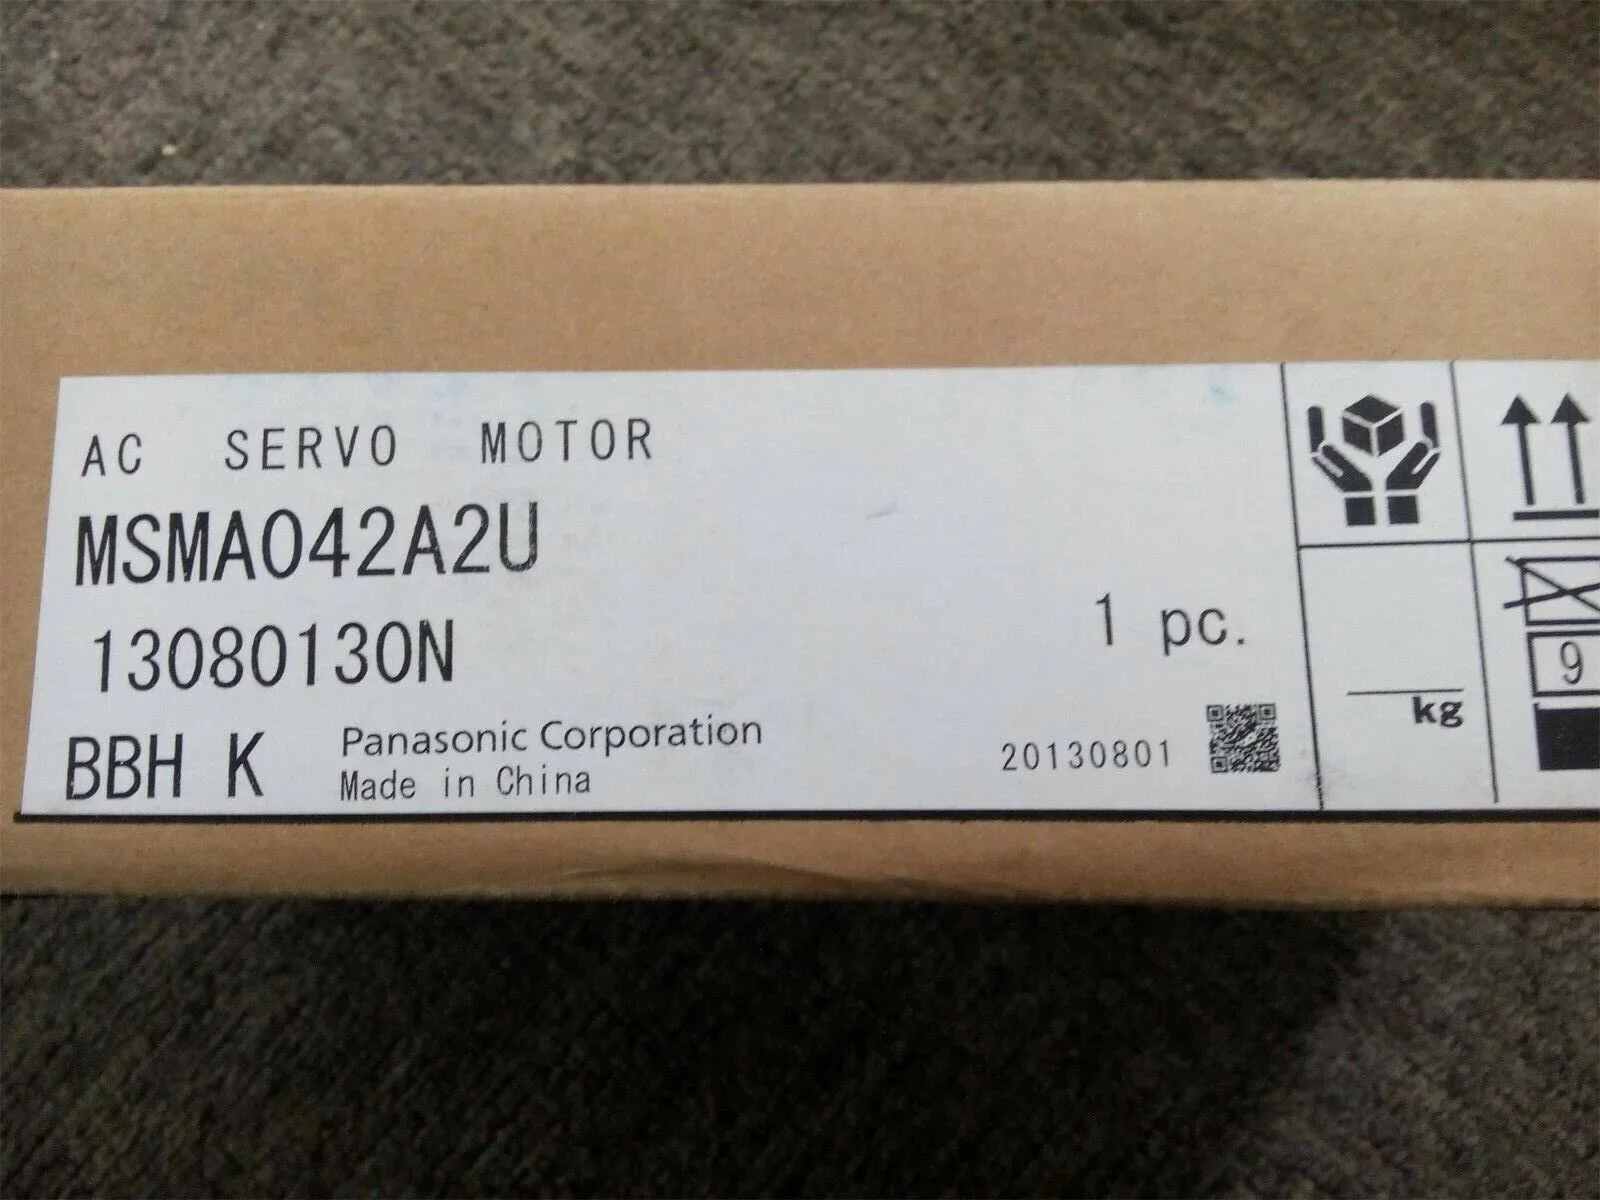 AC SERVO MOTOR
MSMA042A2U
13080130N
1 pc.
BBH K
Panasonic Corporation
Made in China
20130801
kg
9